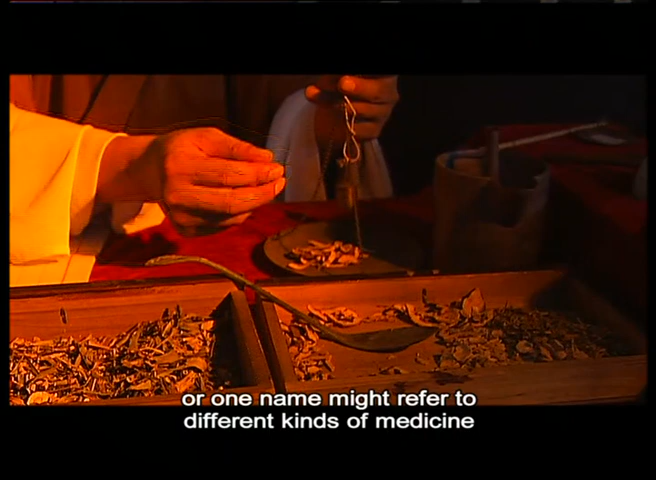 or one name might refer to
different kinds of medicine